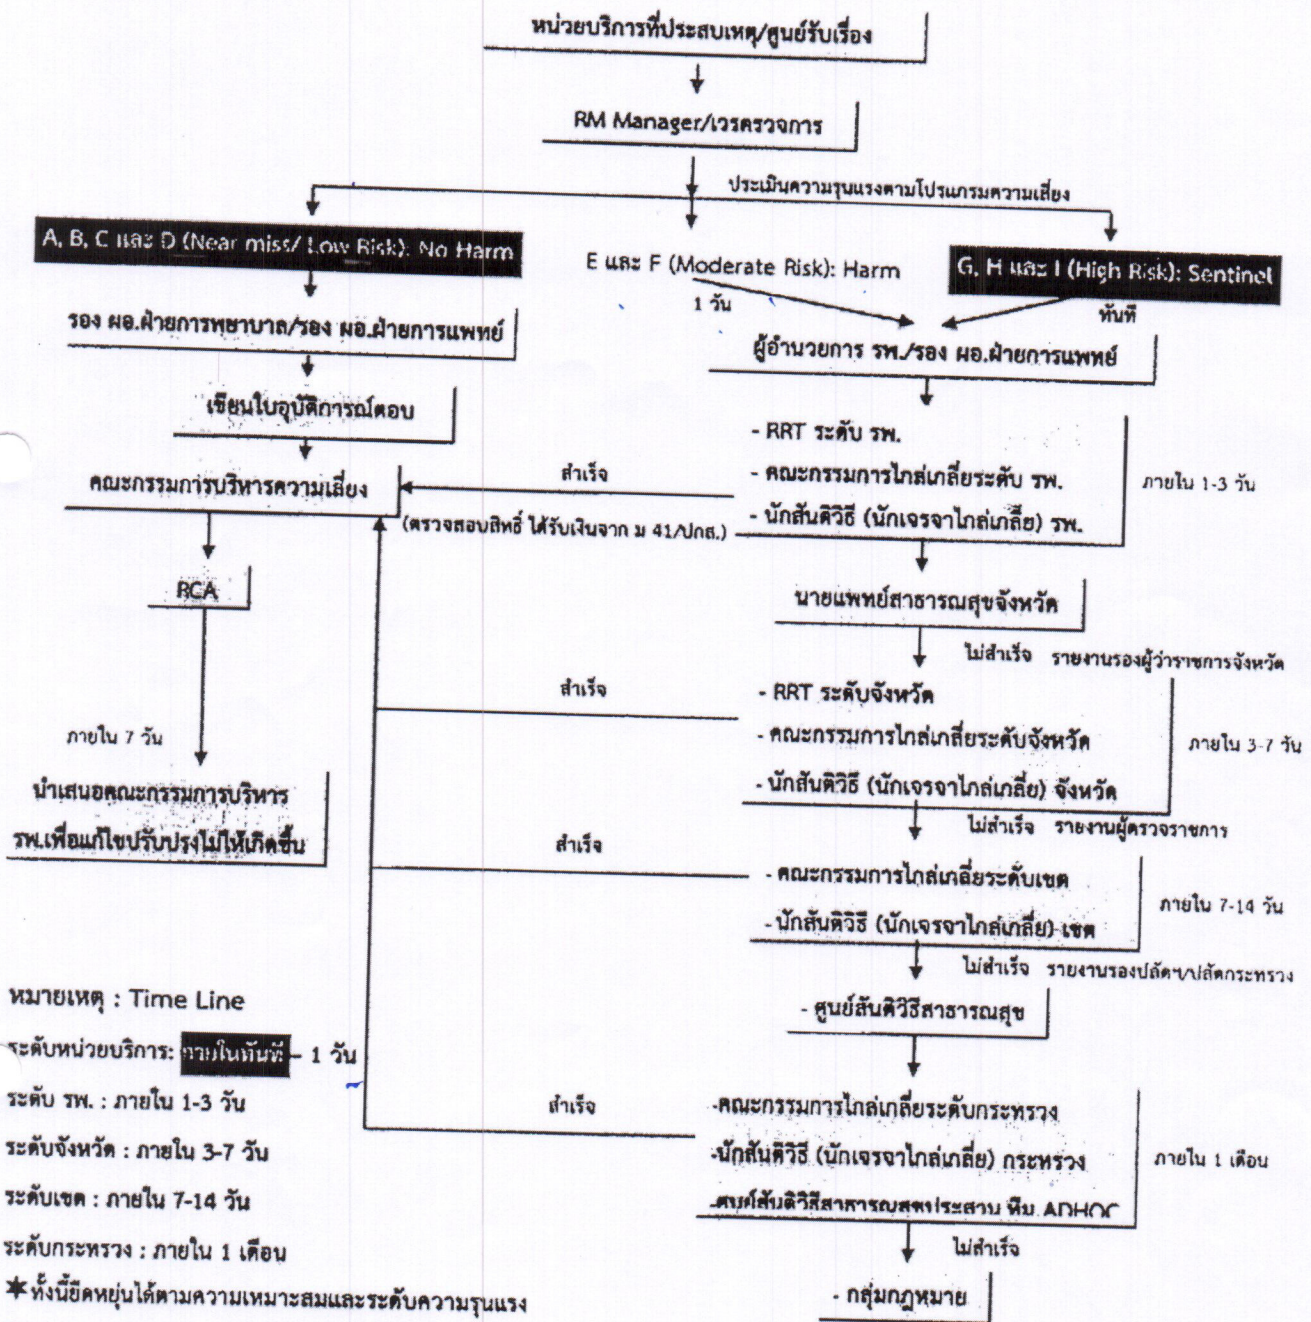 หน่วยบริการที่ประสบเหตุ/ศูนย์รับเรื่อง
RM Manager/เวรตรวจการ
ประเมินความรุนแรงตามโปรแกรมความเสี่ยง
A, B, C และ D (Near miss/ Low Risk): No Harm
E และ F (Moderate Risk): Harm
G, H และ I (High Risk): Sentinel
1 วัน
ทันที
รอง ผอ.ฝ่ายการพยาบาล/รอง ผอ.ฝ่ายการแพทย์
ผู้อำนวยการ รพ./รอง ผอ.ฝ่ายการแพทย์
เขียนใบอุบัติการณ์ตอบ
- RRT ระดับ รพ.
- คณะกรรมการไกล่เกลี่ยระดับ รพ.
- นักสันติวิธี (นักเจรจาไกล่เกลี่ย) รพ.
ภายใน 1-3 วัน
คณะกรรมการบริหารความเสี่ยง
สำเร็จ
(ตรวจสอบสิทธิ์ ได้รับเงินจาก ม 41/ปกส.)
RCA
นายแพทย์สาธารณสุขจังหวัด
ไม่สำเร็จ รายงานรองผู้ว่าราชการจังหวัด
สำเร็จ
- RRT ระดับจังหวัด
- คณะกรรมการไกล่เกลี่ยระดับจังหวัด
- นักสันติวิธี (นักเจรจาไกล่เกลี่ย) จังหวัด
ภายใน 3-7 วัน
ภายใน 7 วัน
นำเสนอคณะกรรมการบริหาร
รพ.เพื่อแก้ไขปรับปรุงไม่ให้เกิดขึ้น
ไม่สำเร็จ รายงานผู้ตรวจราชการ
สำเร็จ
- คณะกรรมการไกล่เกลี่ยระดับเขต
- นักสันติวิธี (นักเจรจาไกล่เกลี่ย) เขต
ภายใน 7-14 วัน
ไม่สำเร็จ รายงานรองปลัดฯ/ปลัดกระทรวง
- ศูนย์สันติวิธีสาธารณสุข
สำเร็จ
-คณะกรรมการไกล่เกลี่ยระดับกระทรวง
-นักสันติวิธี (นักเจรจาไกล่เกลี่ย) กระทรวง
-ศูนย์สันติวิธีสาธารณสุขประสาน ทีม ADHOC
ภายใน 1 เดือน
ไม่สำเร็จ
- กลุ่มกฎหมาย
หมายเหตุ : Time Line
ระดับหน่วยบริการ: ภายในทันที – 1 วัน
ระดับ รพ. : ภายใน 1-3 วัน
ระดับจังหวัด : ภายใน 3-7 วัน
ระดับเขต : ภายใน 7-14 วัน
ระดับกระทรวง : ภายใน 1 เดือน
*ทั้งนี้ยืดหยุ่นได้ตามความเหมาะสมและระดับความรุนแรง